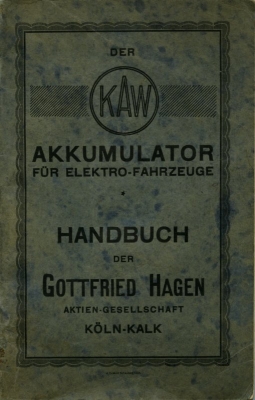 DER
KAW
AKKUMULATOR
FÜR ELEKTRO-FAHRZEUGE
HANDBUCH
DER
GOTTFRIED HAGEN
AKTIEN-GESELLSCHAFT
KÖLN-KALK